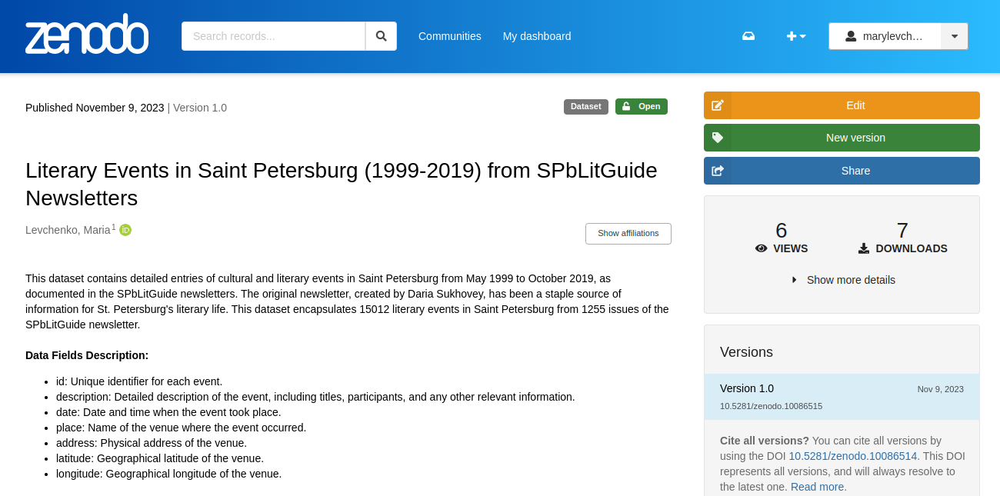 zenodo
Search records...
Communities
My dashboard
marylevch…
Published November 9, 2023 | Version 1.0
Dataset
Open
Literary Events in Saint Petersburg (1999-2019) from SPbLitGuide
Newsletters
Levchenko, Maria1 iD
Show affiliations
This dataset contains detailed entries of cultural and literary events in Saint Petersburg from May 1999 to October 2019, as
documented in the SPbLitGuide newsletters. The original newsletter, created by Daria Sukhovey, has been a staple source of
information for St. Petersburg's literary life. This dataset encapsulates 15012 literary events in Saint Petersburg from 1255 issues of the
SPbLitGuide newsletter.
Data Fields Description:
• id: Unique identifier for each event.
• description: Detailed description of the event, including titles, participants, and any other relevant information.
• date: Date and time when the event took place.
• place: Name of the venue where the event occurred.
• address: Physical address of the venue.
• latitude: Geographical latitude of the venue.
• longitude: Geographical longitude of the venue.
Edit
New version
Share
6
VIEWS
7
DOWNLOADS
Show more details
Versions
Version 1.0
Nov 9, 2023
10.5281/zenodo.10086515
Cite all versions? You can cite all versions by
using the DOI 10.5281/zenodo.10086514. This DOI
represents all versions, and will always resolve to
the latest one. Read more.